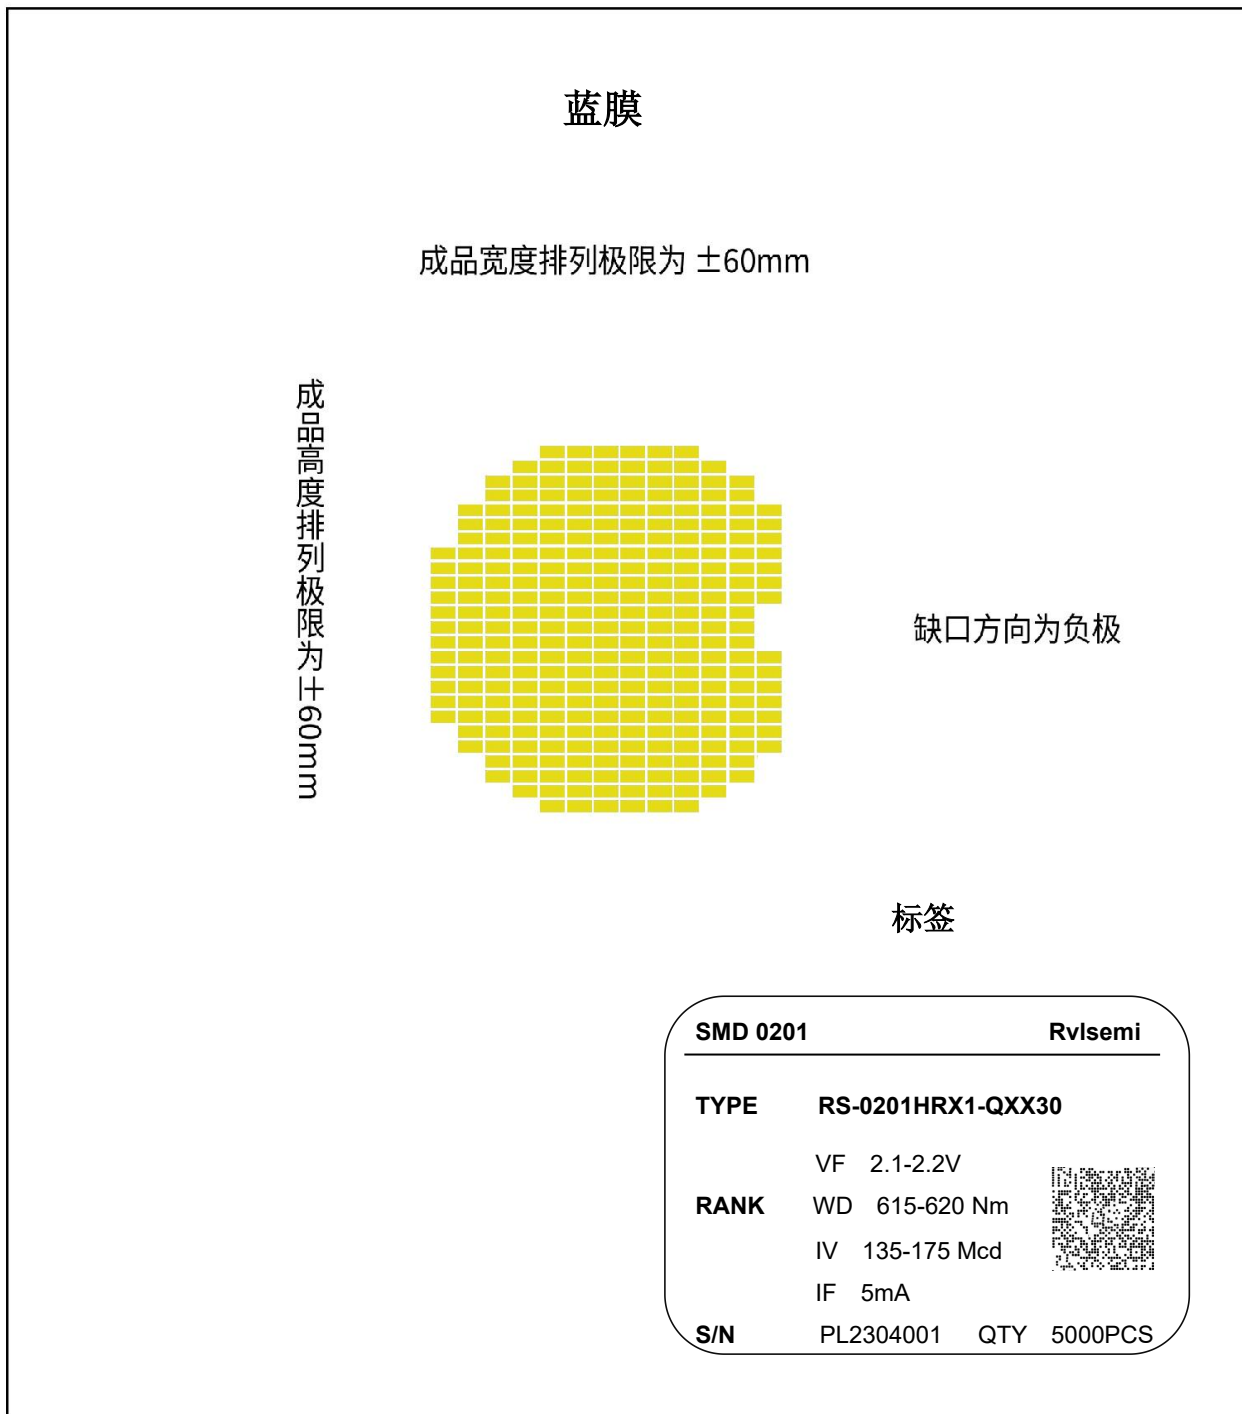 蓝膜
成品宽度排列极限为 ±60mm
成品高度排列极限为±60mm
缺口方向为负极
标签
SMD 0201 Rvlsemi
TYPE RS-0201HRX1-QXX30
VF 2.1-2.2V
RANK WD 615-620 Nm
IV 135-175 Mcd
IF 5mA
S/N PL2304001 QTY 5000PCS